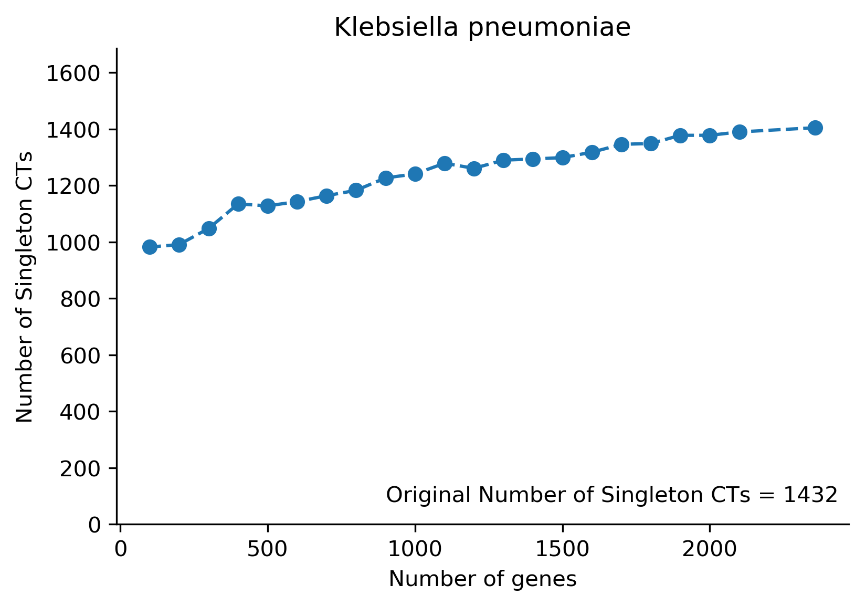 Klebsiella pneumoniae
Number of Singleton CTs
1600
1400
1200
1000
800
600
400
200
0
Original Number of Singleton CTs = 1432
0 500 1000 1500 2000
Number of genes